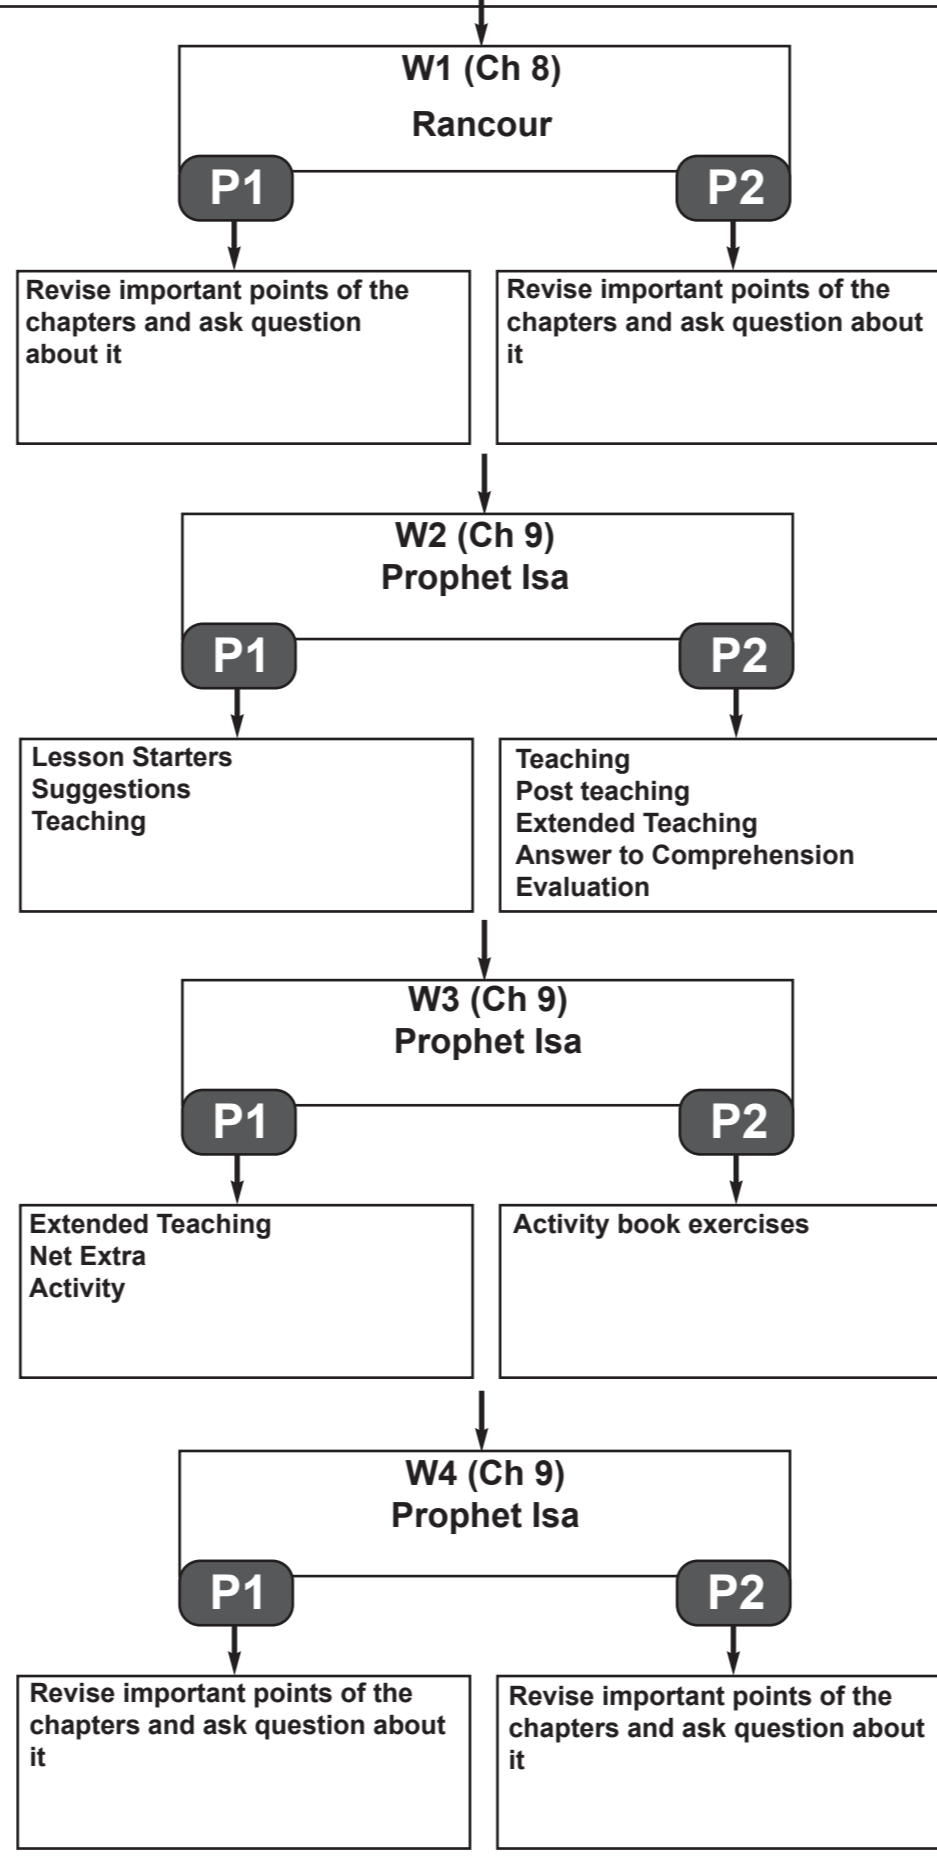 W1 (Ch 8)
Rancour
P1
P2
Revise important points of the
chapters and ask question
about it
Revise important points of the
chapters and ask question about
it
W2 (Ch 9)
Prophet Isa
P1
P2
Lesson Starters
Suggestions
Teaching
Teaching
Post teaching
Extended Teaching
Answer to Comprehension
Evaluation
W3 (Ch 9)
Prophet Isa
P1
P2
Extended Teaching
Net Extra
Activity
Activity book exercises
W4 (Ch 9)
Prophet Isa
P1
P2
Revise important points of the
chapters and ask question about
it
Revise important points of the
chapters and ask question about
it